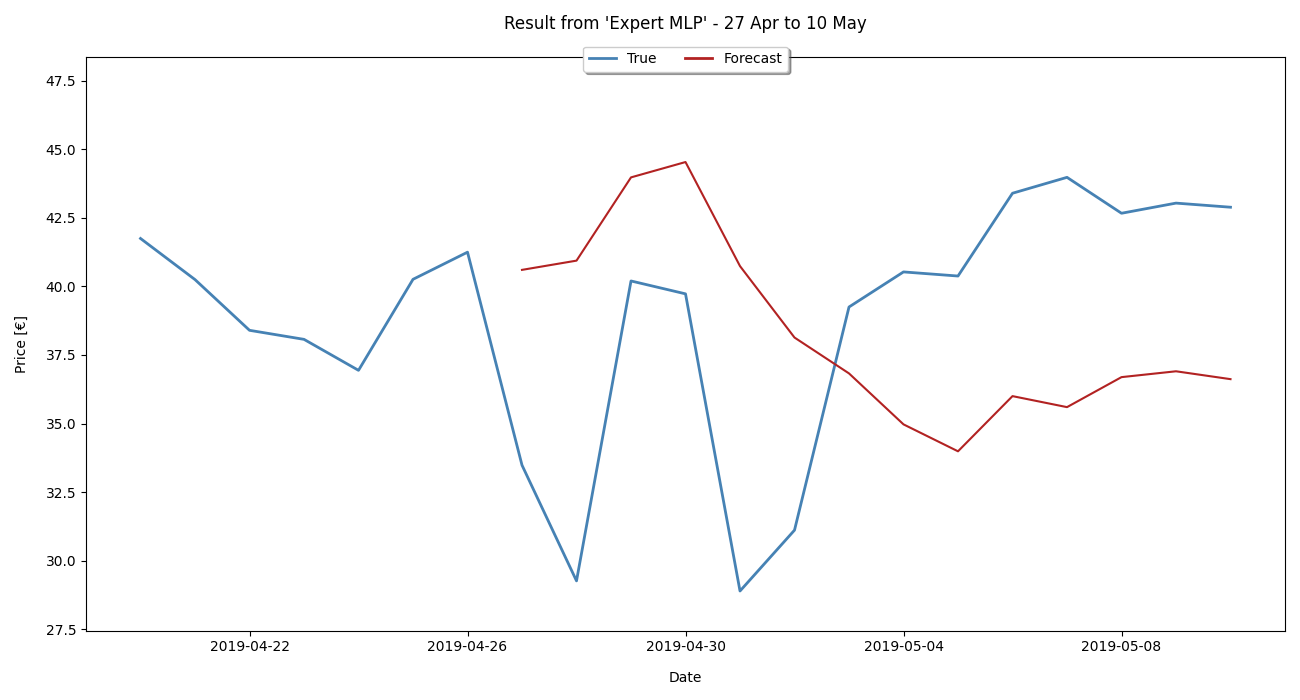 Result from 'Expert MLP' - 27 Apr to 10 May
True Forecast
47.5
45.0
42.5
40.0
37.5
35.0
32.5
30.0
27.5
Price [€]
2019-04-22 2019-04-26 2019-04-30 2019-05-04 2019-05-08
Date